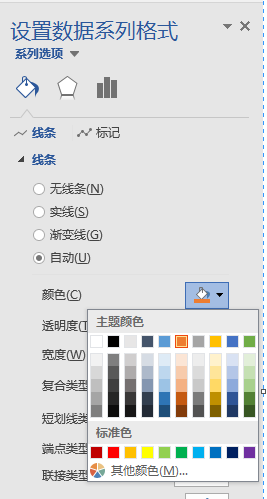 设置数据系列格式
系列选项
线条 标记
线条
无线条(N)
实线(S)
渐变线(G)
自动(U)
颜色(C)
主题颜色
透明度(T
宽度(W)
复合类型
短划线类
标准色
端点类型
其他颜色(M)...
联接类型